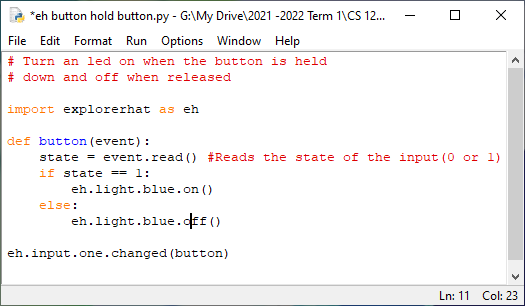 *eh button hold button.py - G:\My Drive\2021 -2022 Term 1\CS 12...
File Edit Format Run Options Window Help
# Turn an led on when the button is held
# down and off when released
import explorerhat as eh
def button(event):
    state = event.read() #Reads the state of the input(0 or 1)
    if state == 1:
        eh.light.blue.on()
    else:
        eh.light.blue.off()
eh.input.one.changed(button)
Ln: 11 Col: 23